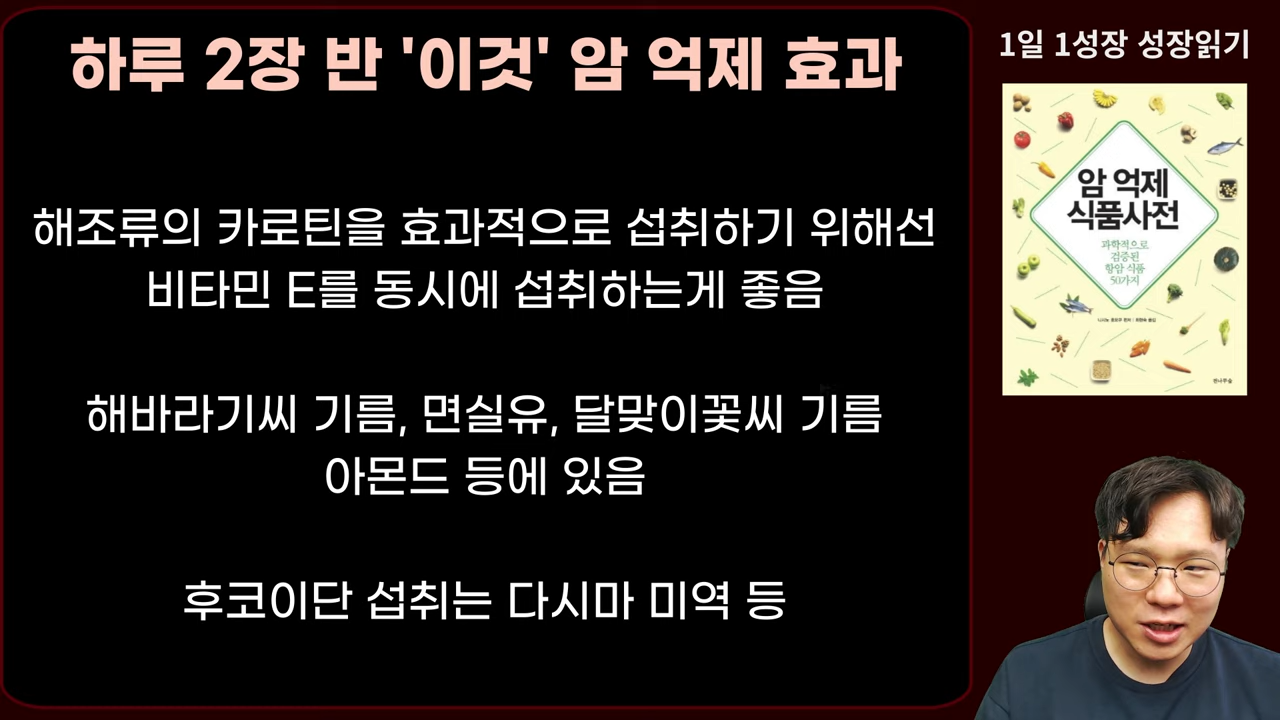 하루 2장 반 '이것' 암 억제 효과
해조류의 카로틴을 효과적으로 섭취하기 위해선
비타민 E를 동시에 섭취하는게 좋음
해바라기씨 기름, 면실유, 달맞이꽃씨 기름
아몬드 등에 있음
후코이단 섭취는 다시마 미역 등
1일 1성장 성장읽기
암 억제
식품사전
과학적으로
검증된
항암 식품
50가지
전나무숲